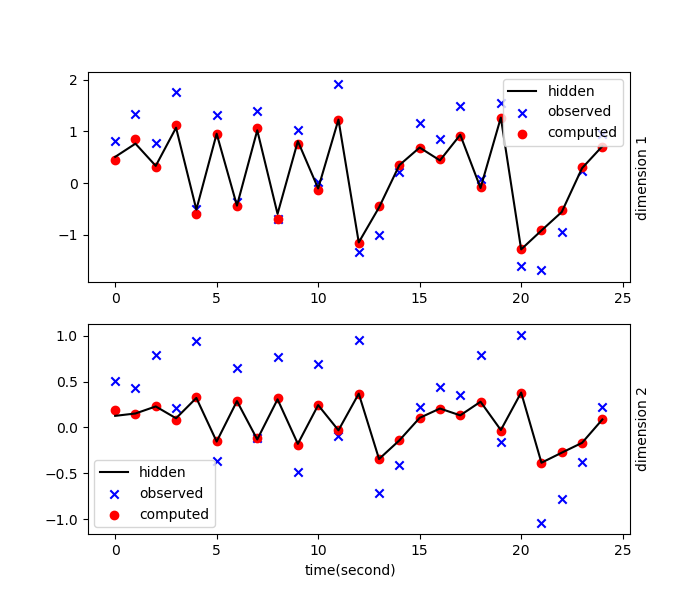 2
1
0
−1
0
5
10
15
20
25
hidden
observed
computed
dimension 1
1.0
0.5
0.0
−0.5
−1.0
0
5
10
15
20
25
hidden
observed
computed
dimension 2
time(second)